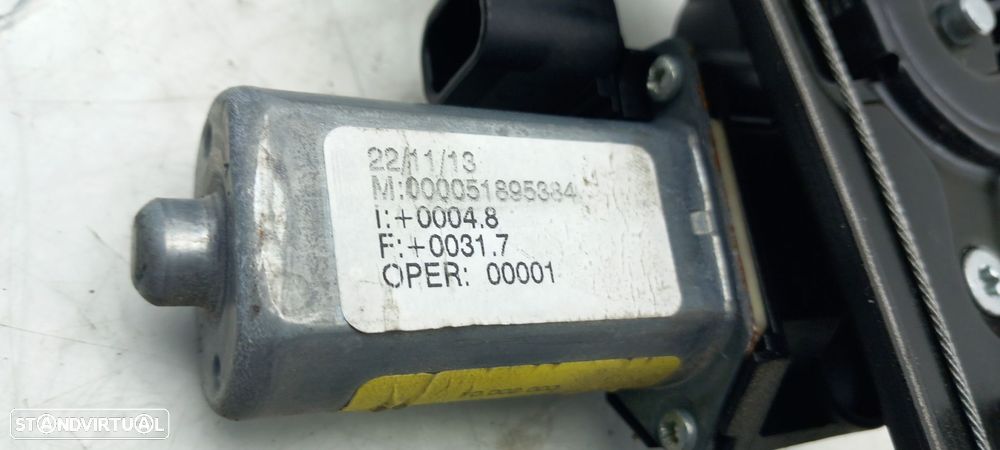 22/11/13
M:000051895384
I:+0004.8
F:+0031.7
OPER: 00001
STANDVIRTUAL